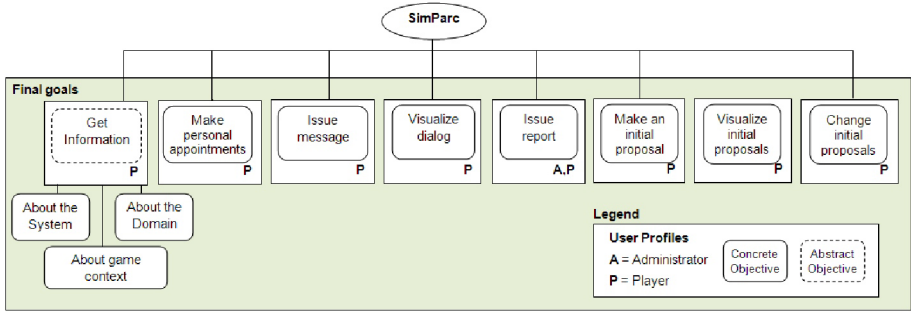 SimParc
Final goals
Get
Information
P
Make
personal
appointments
P
Issue
message
P
Visualize
dialog
P
Issue
report
A,P
Make an
initial
proposal
P
Visualize
initial
proposals
P
Change
initial
proposals
P
About the
System
About the
Domain
About game
context
Legend
User Profiles
A = Administrator
P = Player
Concrete
Objective
Abstract
Objective